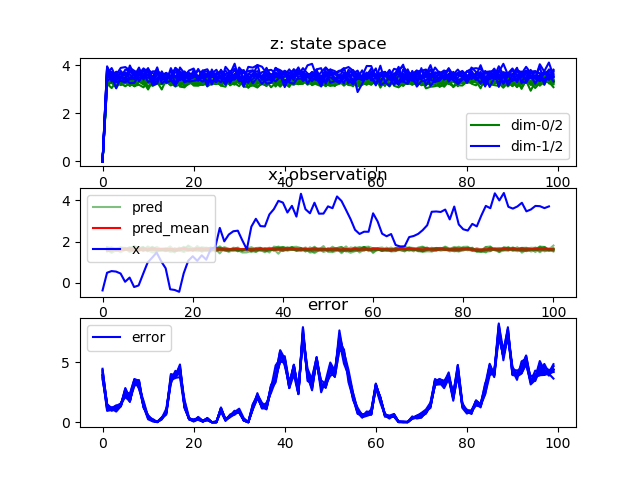 z: state space
4
2
0
dim-0/2
dim-1/2
0 20 40 60 80 100
x: observation
4
2
0
pred
pred_mean
x
0 20 40 60 80 100
error
5
0
error
0 20 40 60 80 100